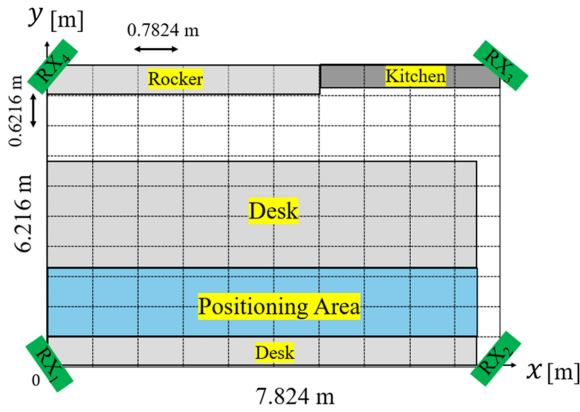 y [m]
0.7824 m
RX4
Rocker
Kitchen
RX3
0.6216 m
6.216 m
Desk
Positioning Area
Desk
RX1
RX2
0
x [m]
7.824 m